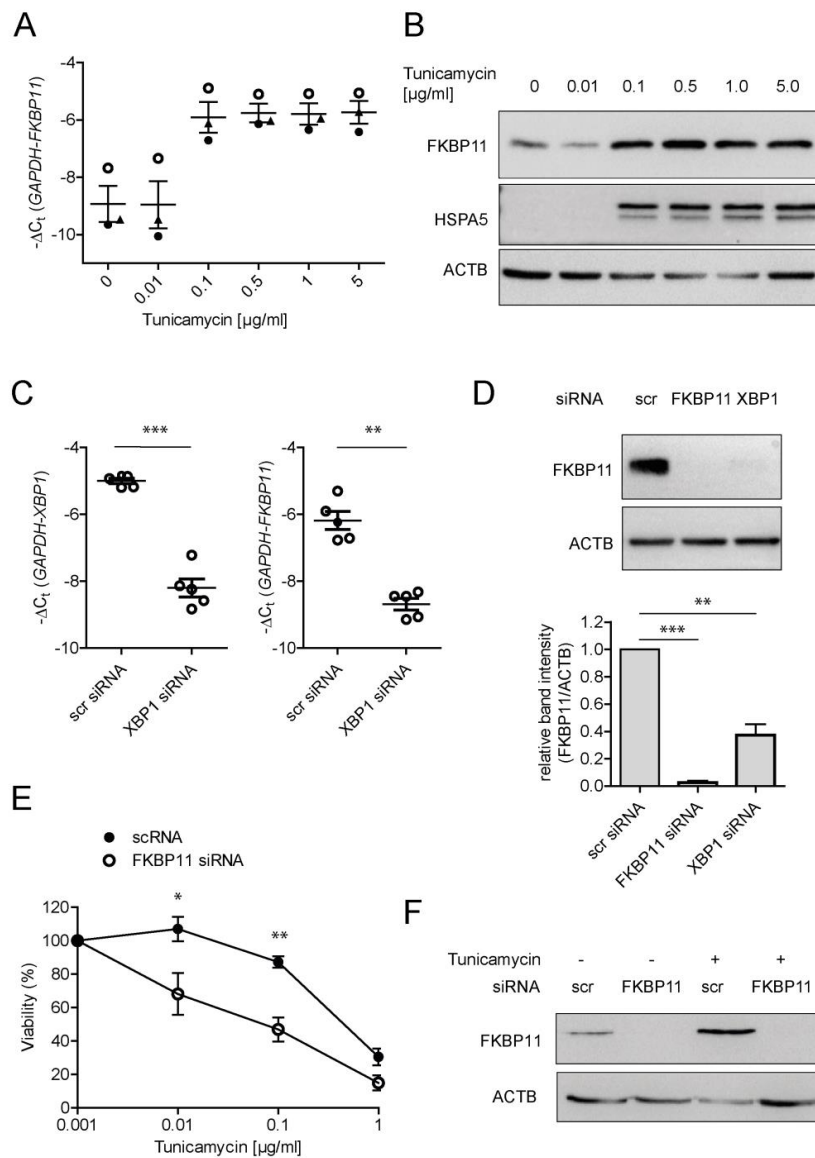 A
-ΔCt (GAPDH-FKBP11)
-4
-6
-8
-10
0
0.01
0.1
0.5
1
5
Tunicamycin [µg/ml]
B
Tunicamycin
[µg/ml]
0 0.01 0.1 0.5 1.0 5.0
FKBP11
HSPA5
ACTB
C
-ΔCt (GAPDH-XBP1)
-4
-6
-8
-10
***
scr siRNA
XBP1 siRNA
-ΔCt (GAPDH-FKBP11)
-4
-6
-8
-10
**
scr siRNA
XBP1 siRNA
D
siRNA scr FKBP11 XBP1
FKBP11
ACTB
relative band intensity
(FKBP11/ACTB)
1.2
1.0
0.8
0.6
0.4
0.2
0.0
**
***
scr siRNA
FKBP11 siRNA
XBP1 siRNA
E
scRNA
FKBP11 siRNA
Viability (%)
120
100
80
60
40
20
0
*
**
0.001 0.01 0.1 1
Tunicamycin [µg/ml]
F
Tunicamycin - - + +
siRNA scr FKBP11 scr FKBP11
FKBP11
ACTB